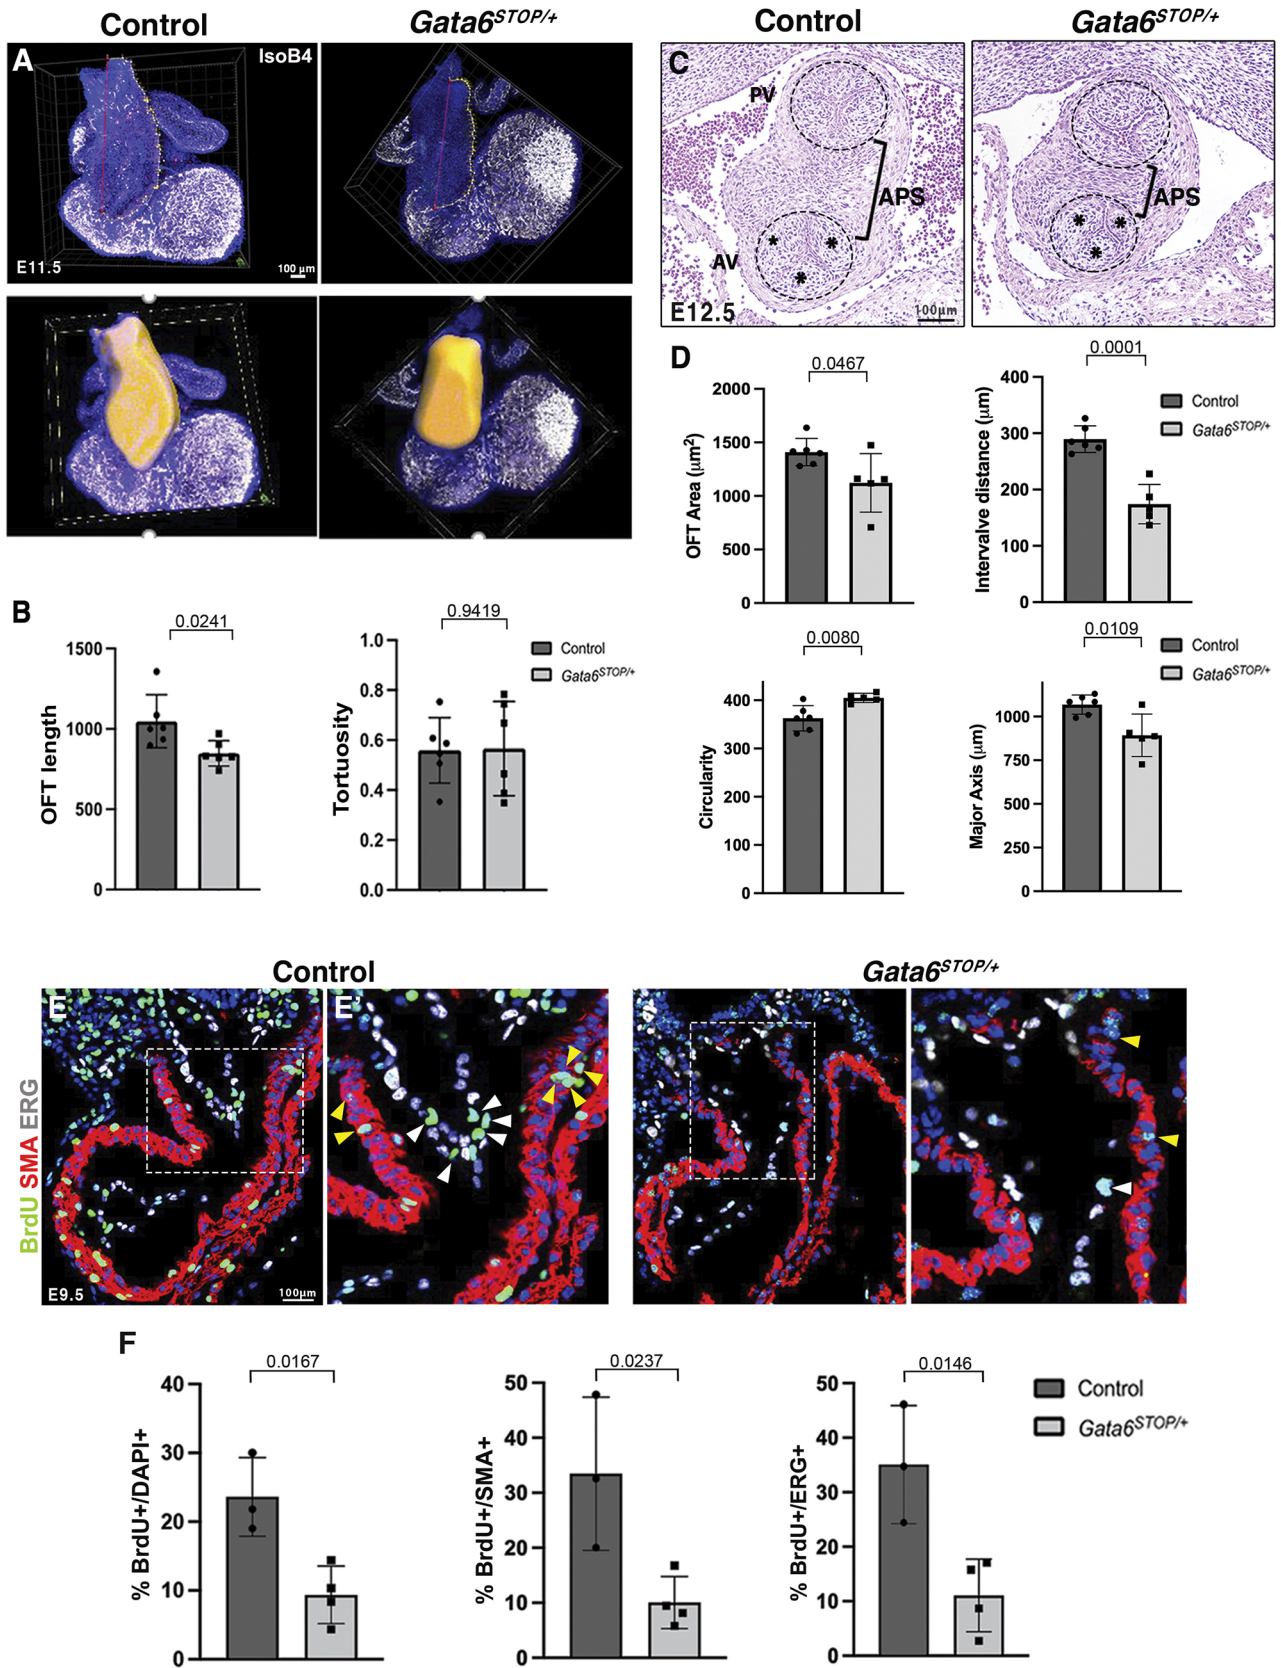 Control
Gata6STOP/+
A
IsoB4
E11.5
100 µm
Control
Gata6STOP/+
C
PV
APS
AV
E12.5
100µm
APS
B
0.0241
OFT length
1500
1000
500
0
0.9419
Tortuosity
1.0
0.8
0.6
0.4
0.2
0.0
Control
Gata6STOP/+
D
0.0467
OFT Area (µm2)
2000
1500
1000
500
0
0.0001
Intervalve distance (µm)
400
300
200
100
0
Control
Gata6STOP/+
0.0080
Circularity
400
300
200
100
0
0.0109
Major Axis (µm)
1000
750
500
250
0
Control
Gata6STOP/+
Control
Gata6STOP/+
BrdU SMA ERG
E
E9.5
100µm
E'
F
0.0167
% BrdU+/DAPI+
40
30
20
10
0
0.0237
% BrdU+/SMA+
50
40
30
20
10
0
0.0146
% BrdU+/ERG+
50
40
30
20
10
0
Control
Gata6STOP/+